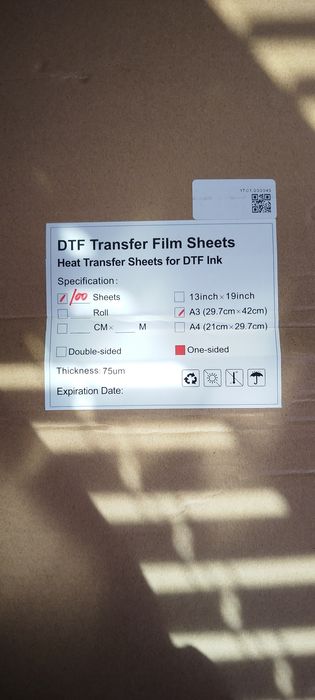 DTF Transfer Film Sheets
Heat Transfer Sheets for DTF Ink
Specification:
100 Sheets
13inch×19inch
Roll
A3 (29.7cm×42cm)
CM× M
A4 (21cm×29.7cm)
Double-sided
One-sided
Thickness: 75um
Expiration Date: